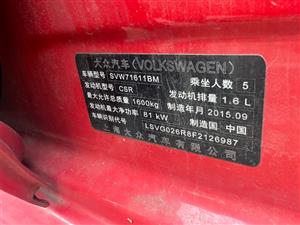 大众汽车(VOLKSWAGEN)
车辆型号 SVW71611BM 乘坐人数 5
发动机型号 CSR 发动机排量 1.6 L
最大允许总质量 1600kg 制造年月 2015.09
发动机最大净功率 81 kW 制造国 中国
车辆识别代号 LSVG026R8F2126987
上海大众汽车有限公司